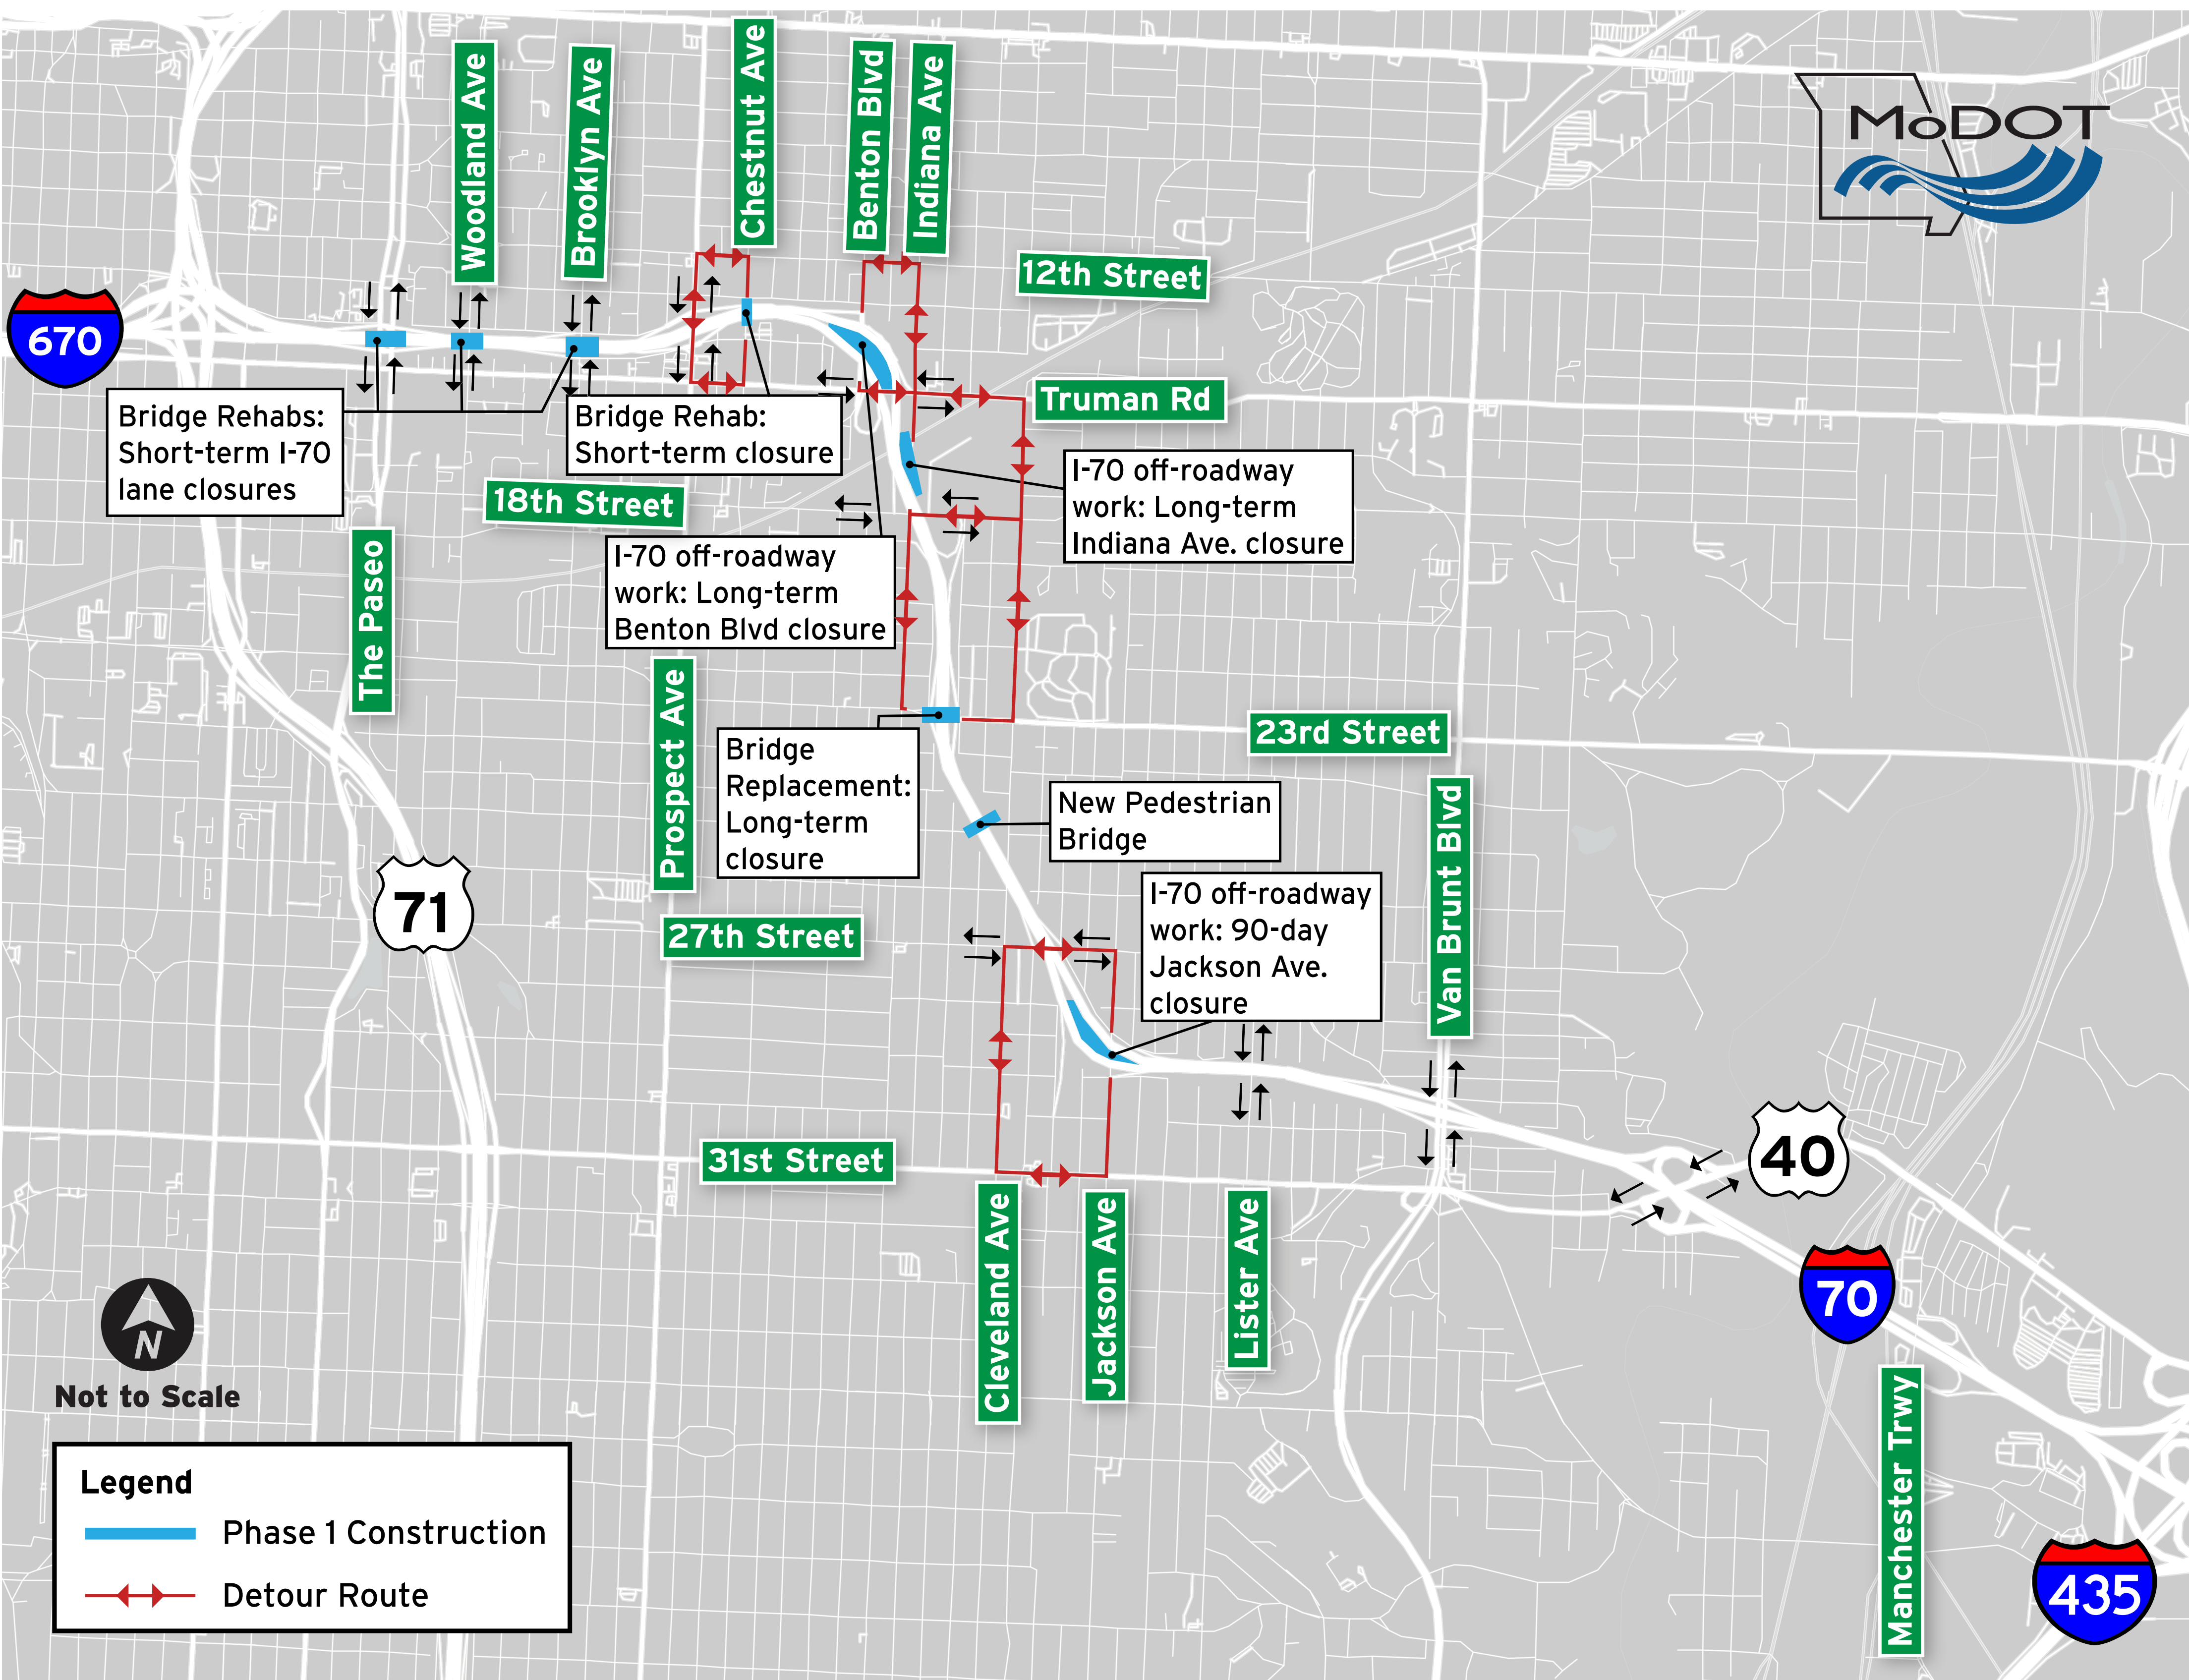 Woodland Ave
Brooklyn Ave
Chestnut Ave
Benton Blvd
Indiana Ave
MoDOT
12th Street
670
Truman Rd
Bridge Rehabs:
Short-term I-70
lane closures
Bridge Rehab:
Short-term closure
18th Street
I-70 off-roadway
work: Long-term
Indiana Ave. closure
The Paseo
I-70 off-roadway
work: Long-term
Benton Blvd closure
Prospect Ave
23rd Street
Bridge
Replacement:
Long-term
closure
New Pedestrian
Bridge
Van Brunt Blvd
71
27th Street
I-70 off-roadway
work: 90-day
Jackson Ave.
closure
31st Street
40
Cleveland Ave
Jackson Ave
Lister Ave
70
N
Not to Scale
Manchester Trwy
Legend
Phase 1 Construction
Detour Route
435